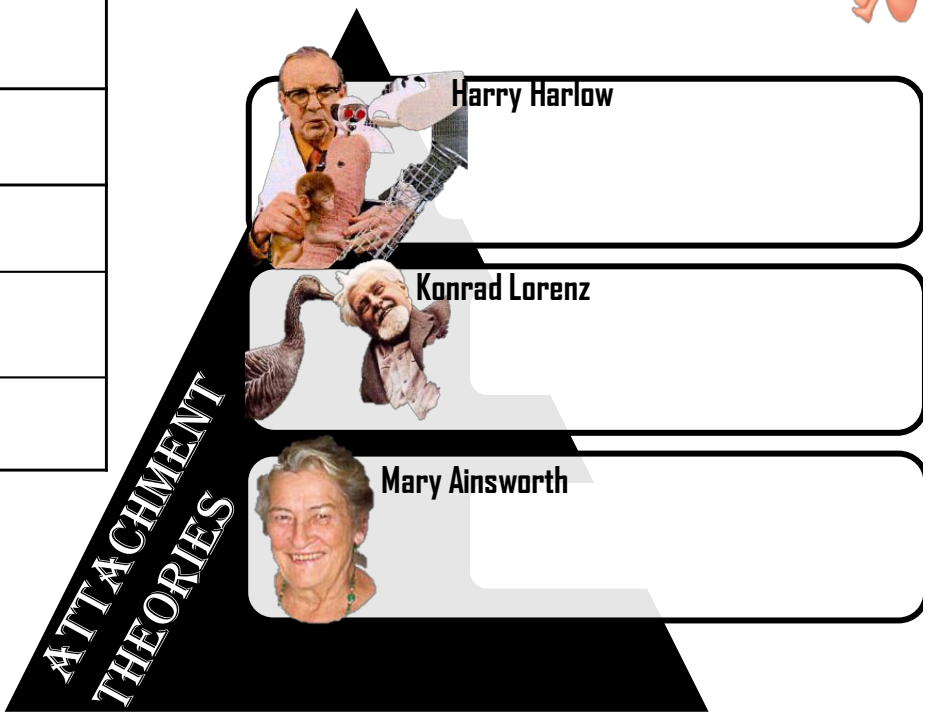 Harry Harlow
Konrad Lorenz
Mary Ainsworth
ATTACHMENT
THEORIES